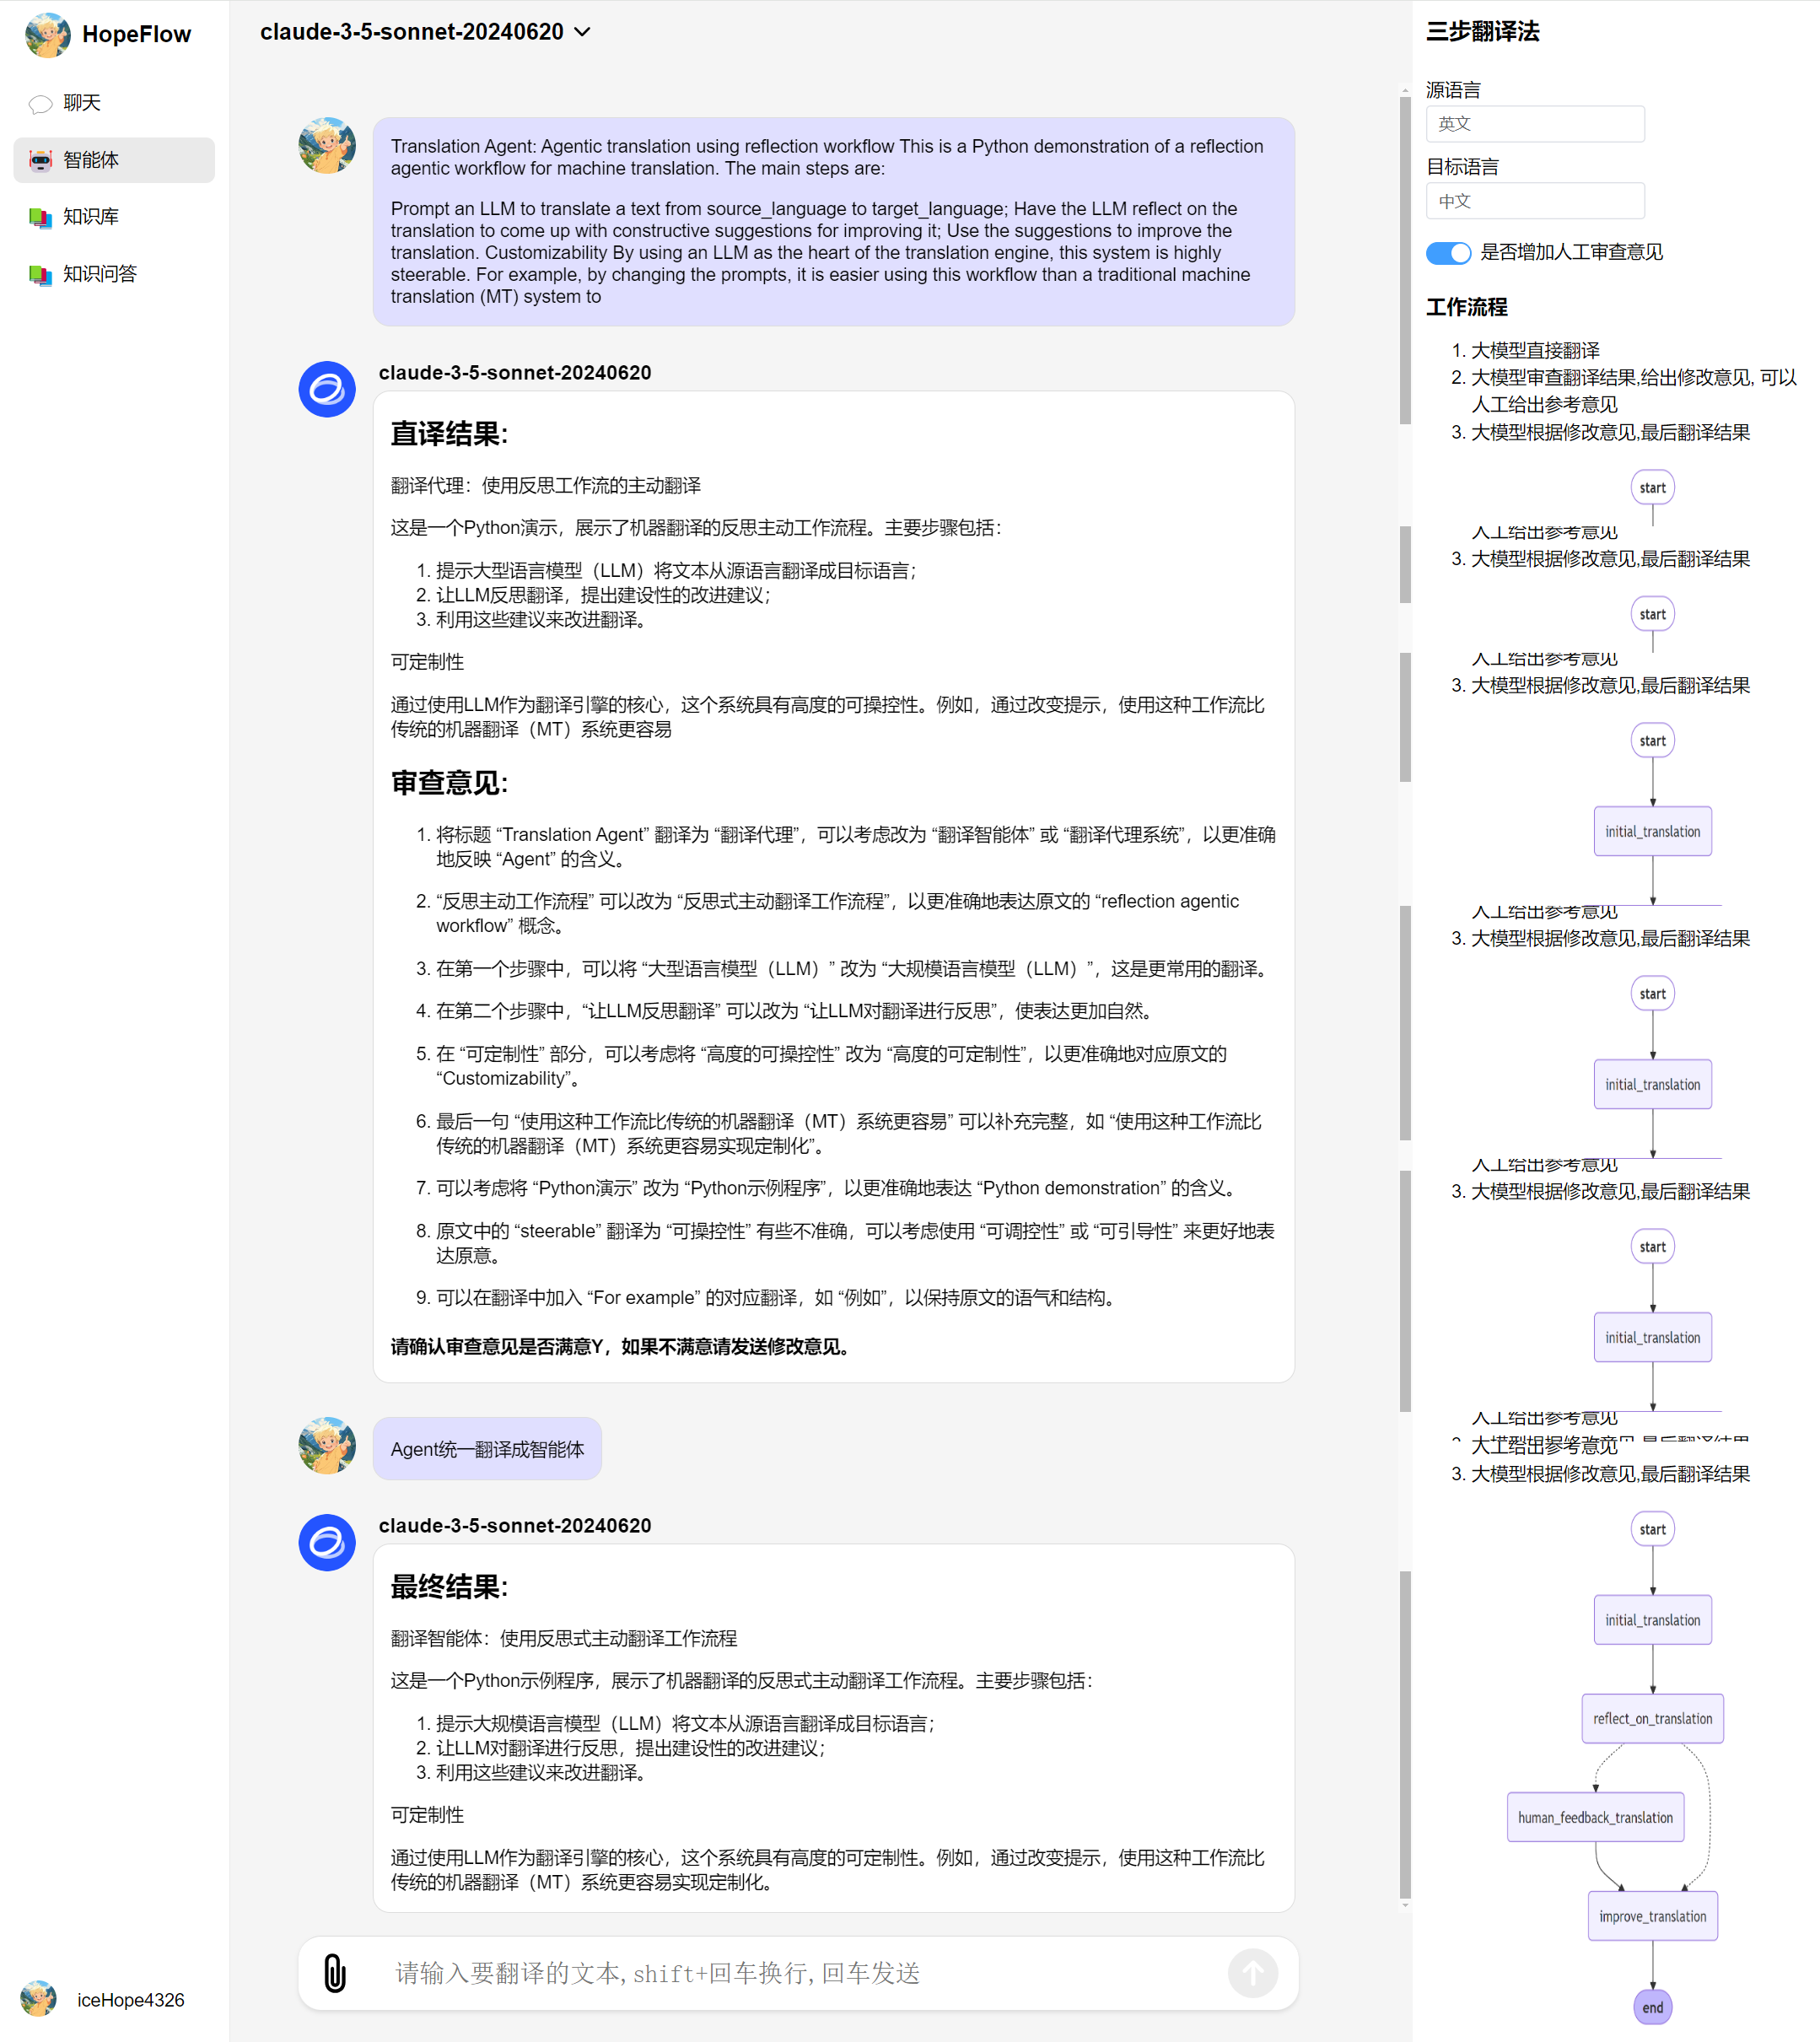 HopeFlow
聊天
智能体
知识库
知识问答
iceHope4326
claude-3-5-sonnet-20240620
Translation Agent: Agentic translation using reflection workflow This is a Python demonstration of a reflection
agentic workflow for machine translation. The main steps are:
Prompt an LLM to translate a text from source_language to target_language; Have the LLM reflect on the
translation to come up with constructive suggestions for improving it; Use the suggestions to improve the
translation. Customizability By using an LLM as the heart of the translation engine, this system is highly
steerable. For example, by changing the prompts, it is easier using this workflow than a traditional machine
translation (MT) system to
claude-3-5-sonnet-20240620
直译结果:
翻译代理：使用反思工作流的主动翻译
这是一个Python演示，展示了机器翻译的反思主动工作流程。主要步骤包括：
1. 提示大型语言模型（LLM）将文本从源语言翻译成目标语言；
2. 让LLM反思翻译，提出建设性的改进建议；
3. 利用这些建议来改进翻译。
可定制性
通过使用LLM作为翻译引擎的核心，这个系统具有高度的可操控性。例如，通过改变提示，使用这种工作流比
传统的机器翻译（MT）系统更容易
审查意见:
1. 将标题 “Translation Agent” 翻译为 “翻译代理”，可以考虑改为 “翻译智能体” 或 “翻译代理系统”，以更准确
地反映 “Agent” 的含义。
2. “反思主动工作流程” 可以改为 “反思式主动翻译工作流程”，以更准确地表达原文的 “reflection agentic
workflow” 概念。
3. 在第一个步骤中，可以将 “大型语言模型（LLM）” 改为 “大规模语言模型（LLM）”，这是更常用的翻译。
4. 在第二个步骤中，“让LLM反思翻译” 可以改为 “让LLM对翻译进行反思”，使表达更加自然。
5. 在 “可定制性” 部分，可以考虑将 “高度的可操控性” 改为 “高度的可定制性”，以更准确地对应原文的
“Customizability”。
6. 最后一句 “使用这种工作流比传统的机器翻译（MT）系统更容易” 可以补充完整，如 “使用这种工作流比
传统的机器翻译（MT）系统更容易实现定制化”。
7. 可以考虑将 “Python演示” 改为 “Python示例程序”，以更准确地表达 “Python demonstration” 的含义。
8. 原文中的 “steerable” 翻译为 “可操控性” 有些不准确，可以考虑使用 “可调控性” 或 “可引导性” 来更好地表
达原意。
9. 可以在翻译中加入 “For example” 的对应翻译，如 “例如”，以保持原文的语气和结构。
请确认审查意见是否满意Y，如果不满意请发送修改意见。
Agent统一翻译成智能体
claude-3-5-sonnet-20240620
最终结果:
翻译智能体：使用反思式主动翻译工作流程
这是一个Python示例程序，展示了机器翻译的反思式主动翻译工作流程。主要步骤包括：
1. 提示大规模语言模型（LLM）将文本从源语言翻译成目标语言；
2. 让LLM对翻译进行反思，提出建设性的改进建议；
3. 利用这些建议来改进翻译。
可定制性
通过使用LLM作为翻译引擎的核心，这个系统具有高度的可定制性。例如，通过改变提示，使用这种工作流比
传统的机器翻译（MT）系统更容易实现定制化。
请输入要翻译的文本,shift+回车换行,回车发送
三步翻译法
源语言
英文
目标语言
中文
是否增加人工审查意见
工作流程
1. 大模型直接翻译
2. 大模型审查翻译结果,给出修改意见, 可以
人工给出参考意见
3. 大模型根据修改意见,最后翻译结果
start
人工给出参考意见
3. 大模型根据修改意见,最后翻译结果
start
人工给出参考意见
3. 大模型根据修改意见,最后翻译结果
start
initial_translation
人工给出参考意见
3. 大模型根据修改意见,最后翻译结果
start
initial_translation
人工给出参考意见
3. 大模型根据修改意见,最后翻译结果
start
initial_translation
人工给出参考意见
人工给出参考意见
3. 大模型根据修改意见,最后翻译结果
start
initial_translation
reflect_on_translation
human_feedback_translation
improve_translation
end